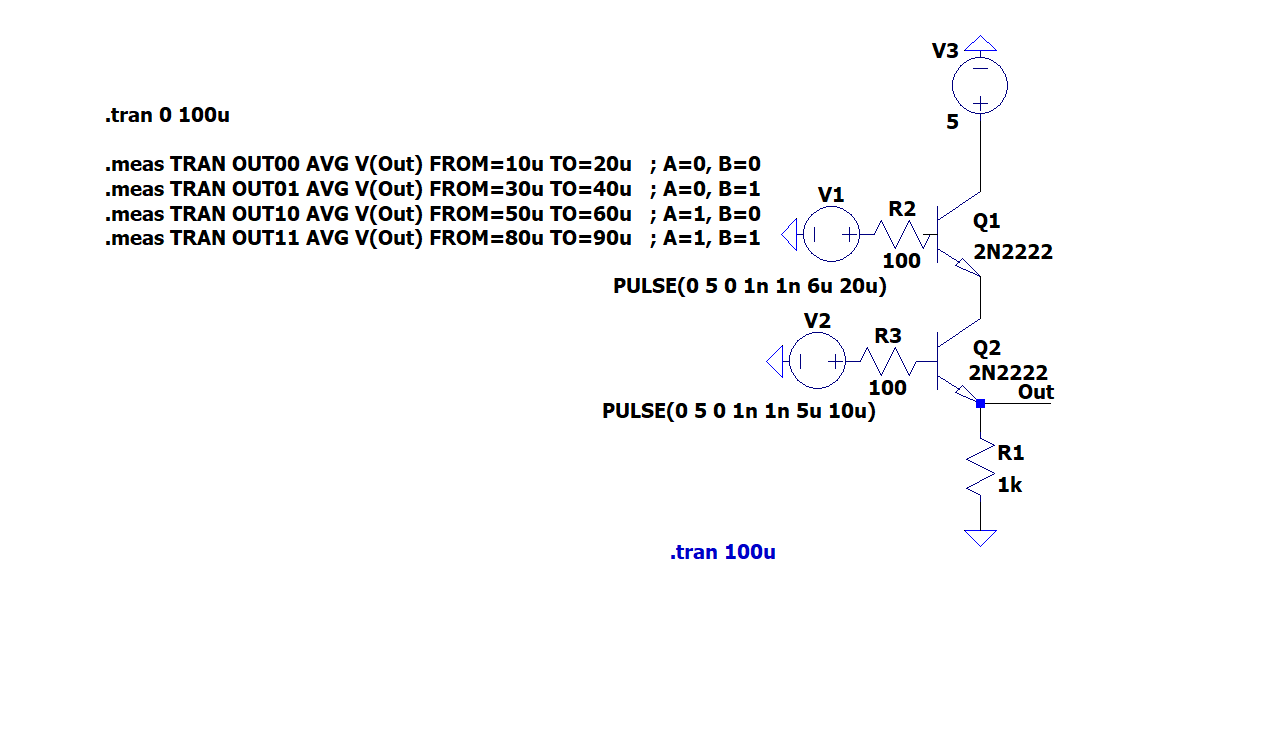 .tran 0 100u
.meas TRAN OUT00 AVG V(Out) FROM=10u TO=20u ; A=0, B=0
.meas TRAN OUT01 AVG V(Out) FROM=30u TO=40u ; A=0, B=1
.meas TRAN OUT10 AVG V(Out) FROM=50u TO=60u ; A=1, B=0
.meas TRAN OUT11 AVG V(Out) FROM=80u TO=90u ; A=1, B=1
V3
5
V1
R2
100
Q1
2N2222
PULSE(0 5 0 1n 1n 6u 20u)
V2
R3
100
Q2
2N2222
Out
PULSE(0 5 0 1n 1n 5u 10u)
R1
1k
.tran 100u